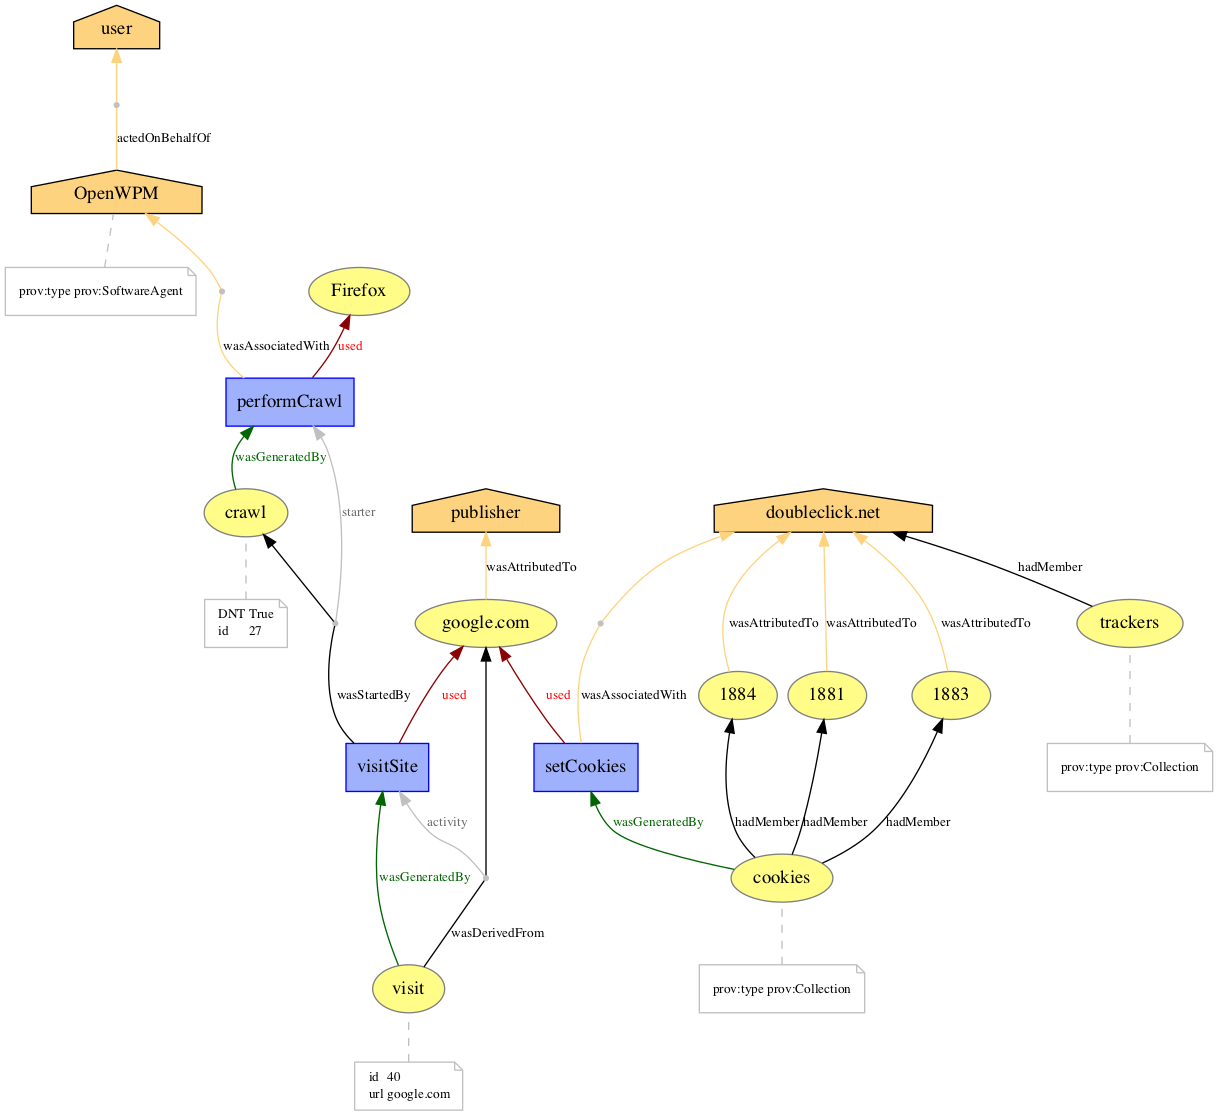 user
actedOnBehalfOf
OpenWPM
prov:type prov:SoftwareAgent
Firefox
wasAssociatedWith
used
performCrawl
wasGeneratedBy
crawl
starter
publisher
doubleclick.net
wasAttributedTo
hadMember
DNT True
id 27
google.com
wasAttributedTo
wasAttributedTo
wasAttributedTo
trackers
wasStartedBy
used
used
wasAssociatedWith
1884
1881
1883
visitSite
setCookies
prov:type prov:Collection
activity
wasGeneratedBy
hadMember
hadMember
hadMember
wasGeneratedBy
cookies
wasDerivedFrom
visit
prov:type prov:Collection
id 40
url google.com